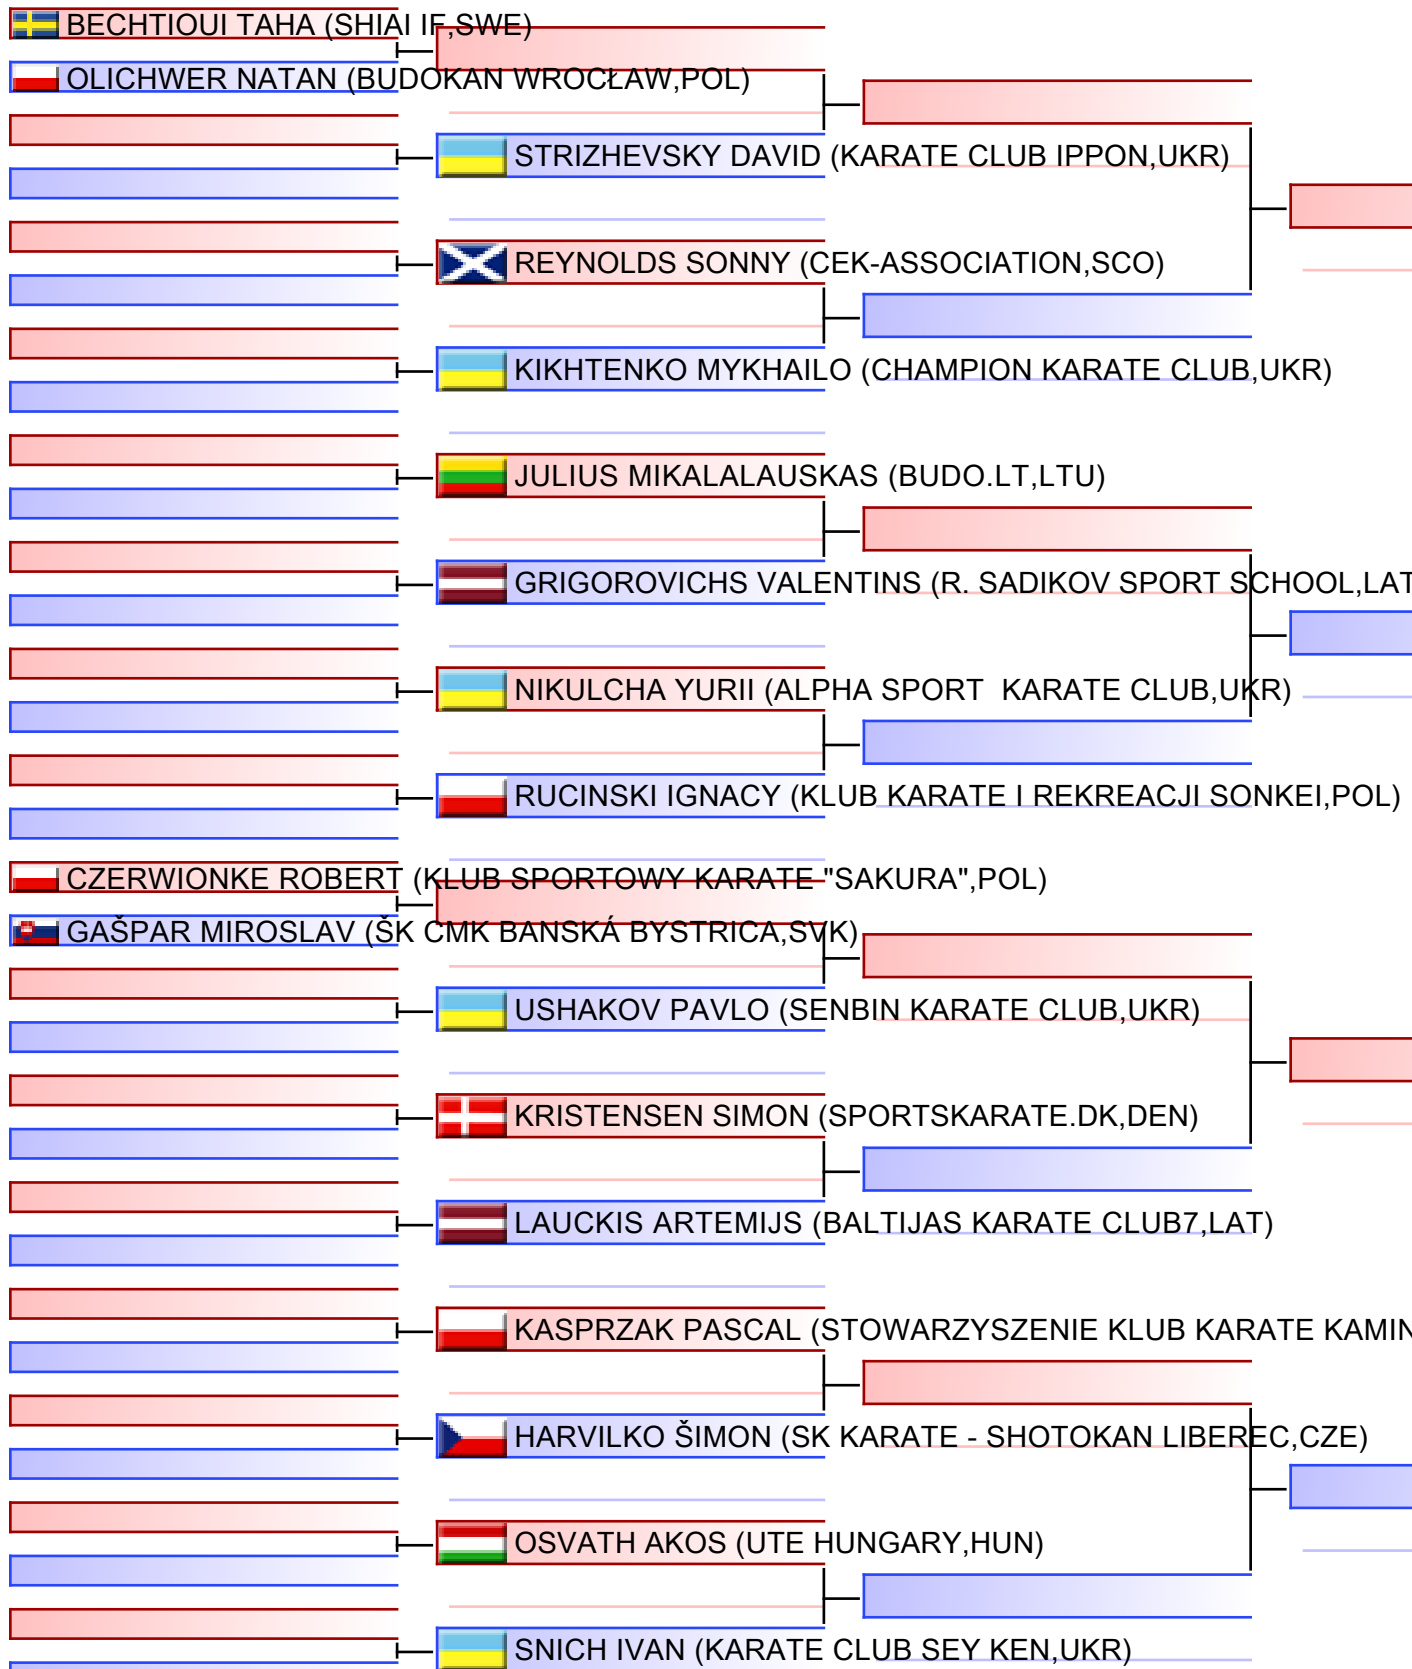 BECHTIOUI TAHA (SHIAI IF,SWE)
OLICHWER NATAN (BUDOKAN WROCŁAW,POL)
STRIZHEVSKY DAVID (KARATE CLUB IPPON,UKR)
REYNOLDS SONNY (CEK-ASSOCIATION,SCO)
KIKHTENKO MYKHAILO (CHAMPION KARATE CLUB,UKR)
JULIUS MIKALALAUSKAS (BUDO.LT,LTU)
GRIGOROVICHS VALENTINS (R. SADIKOV SPORT SCHOOL,LAT
NIKULCHA YURII (ALPHA SPORT  KARATE CLUB,UKR)
RUCINSKI IGNACY (KLUB KARATE I REKREACJI SONKEI,POL)
CZERWIONKE ROBERT (KLUB SPORTOWY KARATE "SAKURA",POL)
GAŠPAR MIROSLAV (ŠK CMK BANSKÁ BYSTRICA,SVK)
USHAKOV PAVLO (SENBIN KARATE CLUB,UKR)
KRISTENSEN SIMON (SPORTSKARATE.DK,DEN)
LAUCKIS ARTEMIJS (BALTIJAS KARATE CLUB7,LAT)
KASPRZAK PASCAL (STOWARZYSZENIE KLUB KARATE KAMIN
HARVILKO ŠIMON (SK KARATE - SHOTOKAN LIBEREC,CZE)
OSVATH AKOS (UTE HUNGARY,HUN)
SNICH IVAN (KARATE CLUB SEY KEN,UKR)